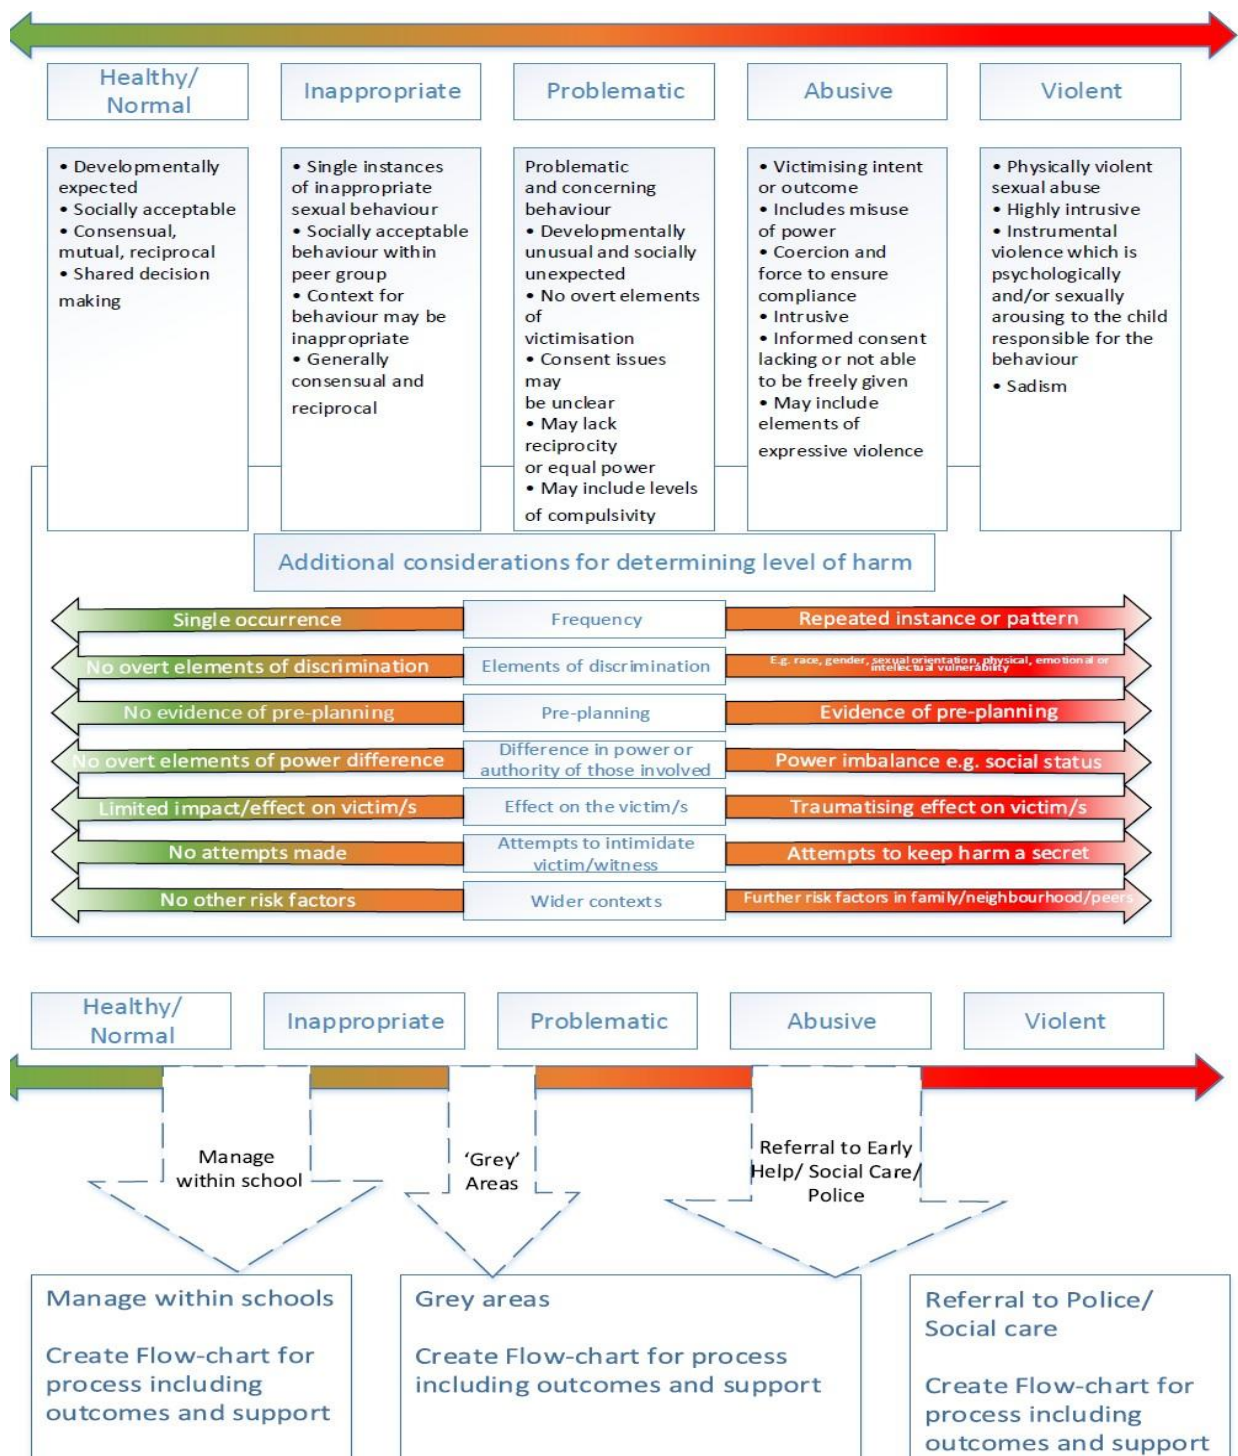 Healthy/
Normal
Inappropriate
Problematic
Abusive
Violent
• Developmentally
expected
• Socially acceptable
• Consensual,
mutual, reciprocal
• Shared decision
making
• Single instances
of inappropriate
sexual behaviour
• Socially acceptable
behaviour within
peer group
• Context for
behaviour may be
inappropriate
• Generally
consensual and
reciprocal
Problematic
and concerning
behaviour
• Developmentally
unusual and socially
unexpected
• No overt elements
of
victimisation
• Consent issues
may
be unclear
• May lack
reciprocity
or equal power
• May include levels
of compulsivity
• Victimising intent
or outcome
• Includes misuse
of power
• Coercion and
force to ensure
compliance
• Intrusive
• Informed consent
lacking or not able
to be freely given
• May include
elements of
expressive violence
• Physically violent
sexual abuse
• Highly intrusive
• Instrumental
violence which is
psychologically
and/or sexually
arousing to the child
responsible for the
behaviour
• Sadism
Additional considerations for determining level of harm
Single occurrence
Frequency
Repeated instance or pattern
No overt elements of discrimination
Elements of discrimination
E.g. race, gender, sexual orientation, physical, emotional or
intellectual vulnerability
No evidence of pre-planning
Pre-planning
Evidence of pre-planning
No overt elements of power difference
Difference in power or
authority of those involved
Power imbalance e.g. social status
Limited impact/effect on victim/s
Effect on the victim/s
Traumatising effect on victim/s
No attempts made
Attempts to intimidate
victim/witness
Attempts to keep harm a secret
No other risk factors
Wider contexts
Further risk factors in family/neighbourhood/peers
Healthy/
Normal
Inappropriate
Problematic
Abusive
Violent
Manage
within school
'Grey'
Areas
Referral to Early
Help/ Social Care/
Police
Manage within schools
Create Flow-chart for
process including
outcomes and support
Grey areas
Create Flow-chart for process
including outcomes and support
Referral to Police/
Social care
Create Flow-chart for
process including
outcomes and support